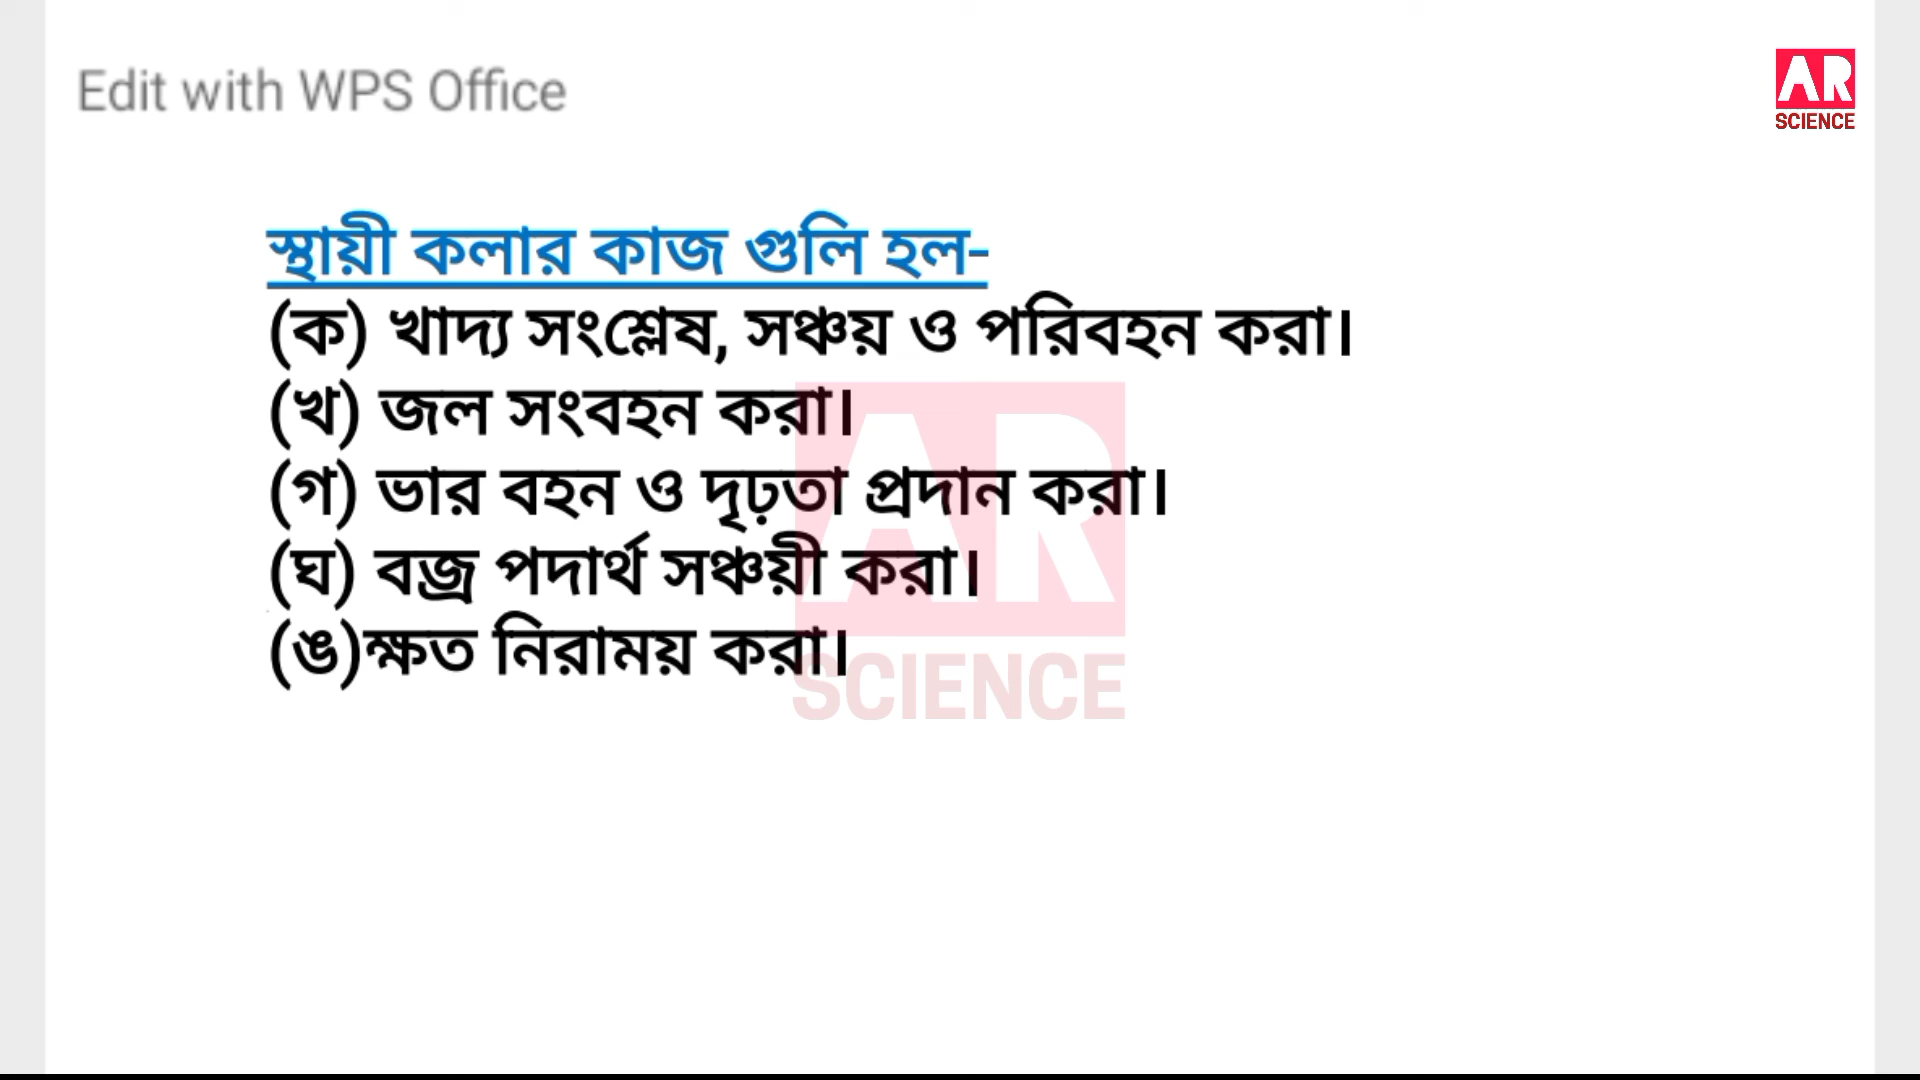 Edit with WPS Office
AR
SCIENCE
স্থায়ী কলার কাজ গুলি হল-
(ক) খাদ্য সংশ্লেষ, সঞ্চয় ও পরিবহন করা।
(খ) জল সংবহন করা।
(গ) ভার বহন ও দৃঢ়তা প্রদান করা।
(ঘ) বজ্র পদার্থ সঞ্চয়ী করা।
(ঙ)ক্ষত নিরাময় করা।
AR
SCIENCE